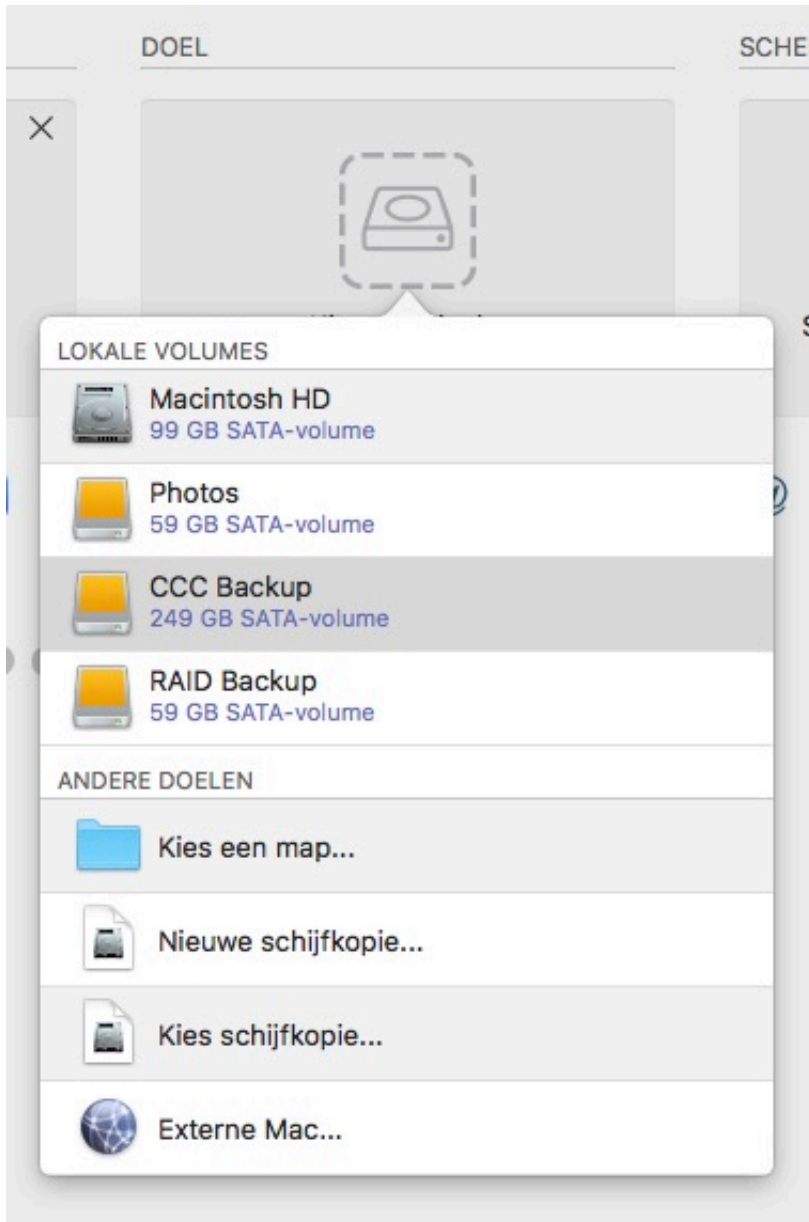 DOEL
SCHE
LOKALE VOLUMES
Macintosh HD
99 GB SATA-volume
Photos
59 GB SATA-volume
CCC Backup
249 GB SATA-volume
RAID Backup
59 GB SATA-volume
ANDERE DOELEN
Kies een map...
Nieuwe schijfkopie...
Kies schijfkopie...
Externe Mac...